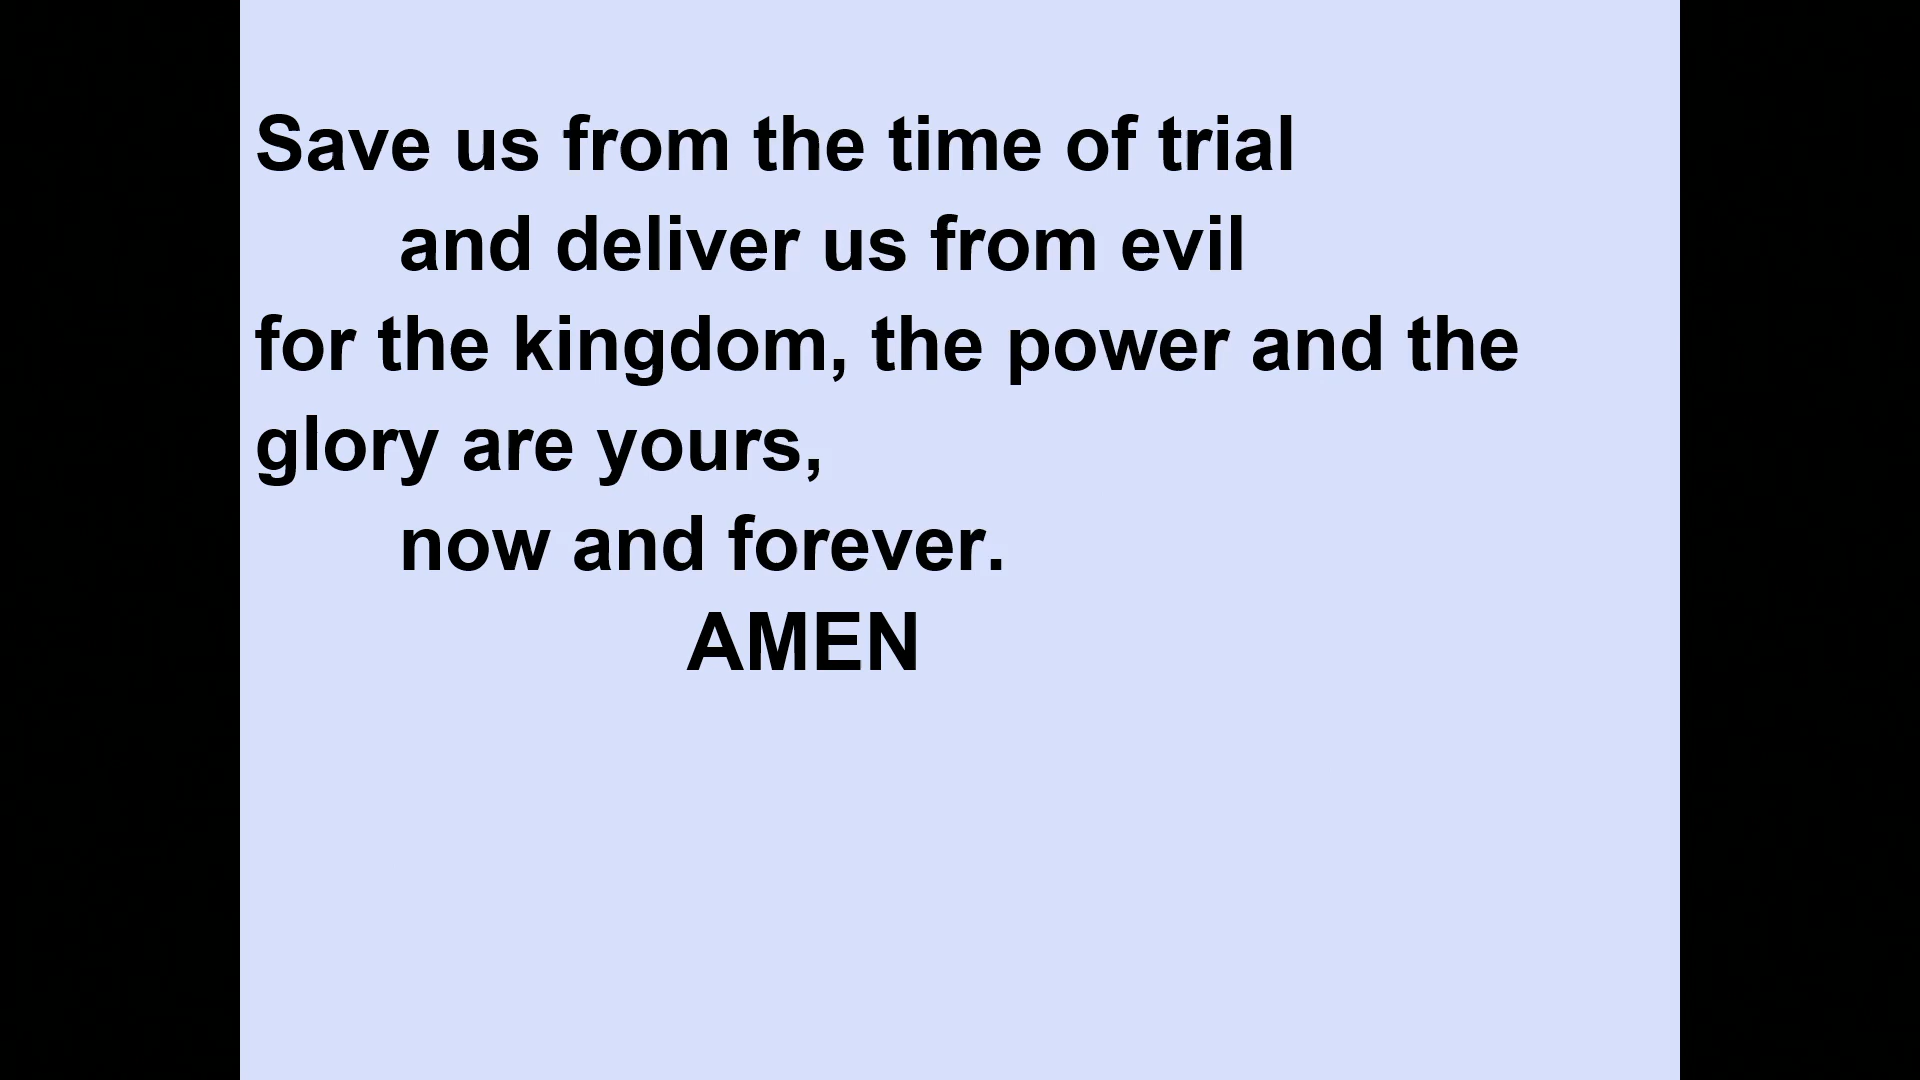 Save us from the time of trial
and deliver us from evil
for the kingdom, the power and the
glory are yours,
now and forever.
AMEN